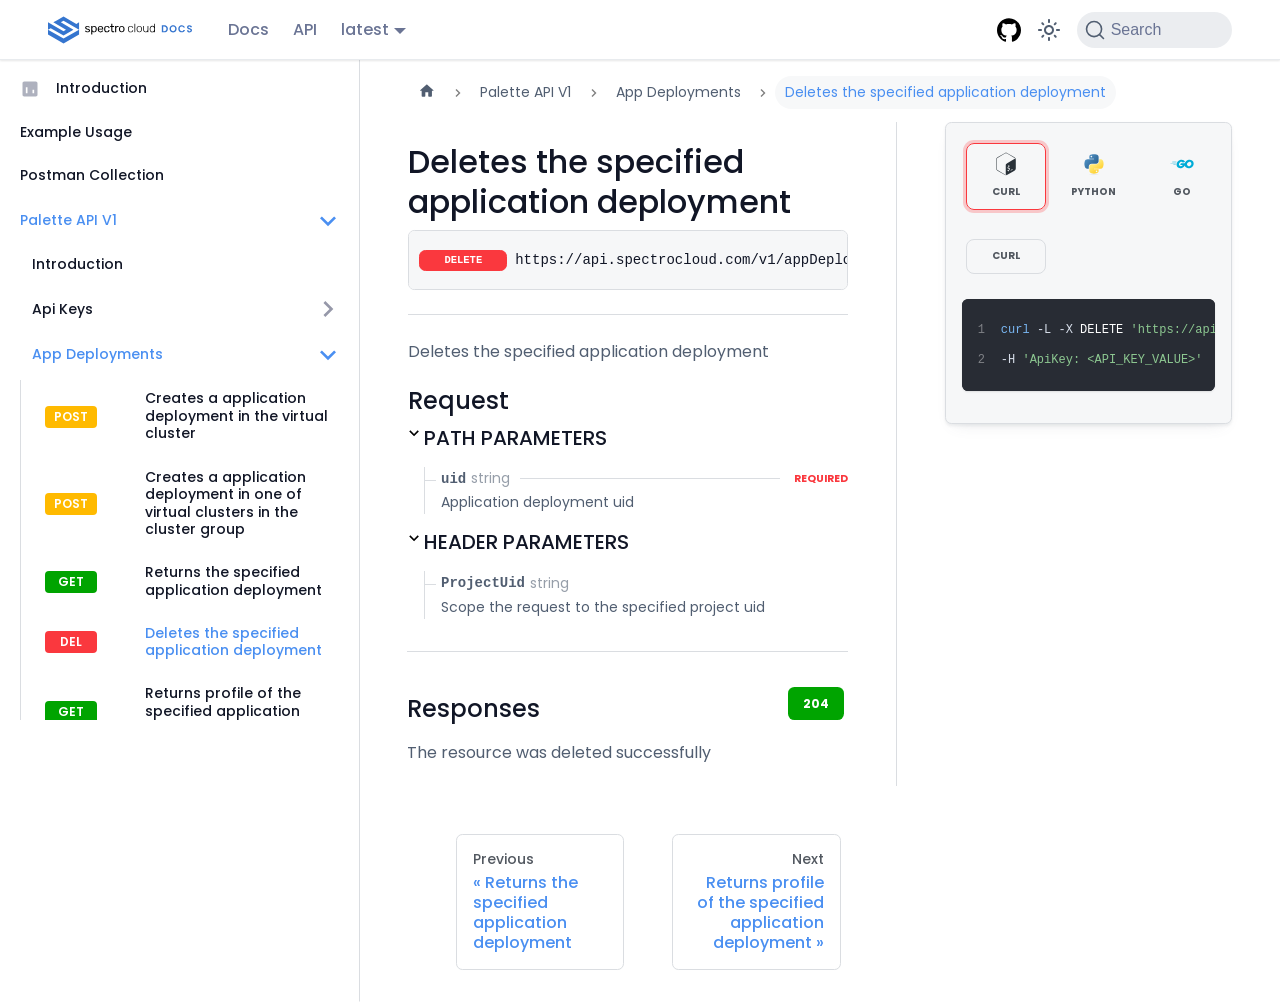 spectro cloud DOCS
Docs
API
latest
Search
Introduction
Example Usage
Postman Collection
Palette API V1
Introduction
Api Keys
App Deployments
POST
Creates a application
deployment in the virtual
cluster
POST
Creates a application
deployment in one of
virtual clusters in the
cluster group
GET
Returns the specified
application deployment
DEL
Deletes the specified
application deployment
GET
Returns profile of the
specified application
Palette API V1
App Deployments
Deletes the specified application deployment
Deletes the specified
application deployment
DELETE https://api.spectrocloud.com/v1/appDeplo
Deletes the specified application deployment
Request
PATH PARAMETERS
uid string REQUIRED
Application deployment uid
HEADER PARAMETERS
ProjectUid string
Scope the request to the specified project uid
Responses
204
The resource was deleted successfully
Previous
« Returns the
specified
application
deployment
Next
Returns profile
of the specified
application
deployment »
CURL
PYTHON
GO
GO
CURL
1 curl -L -X DELETE 'https://api
2 -H 'ApiKey: <API_KEY_VALUE>'